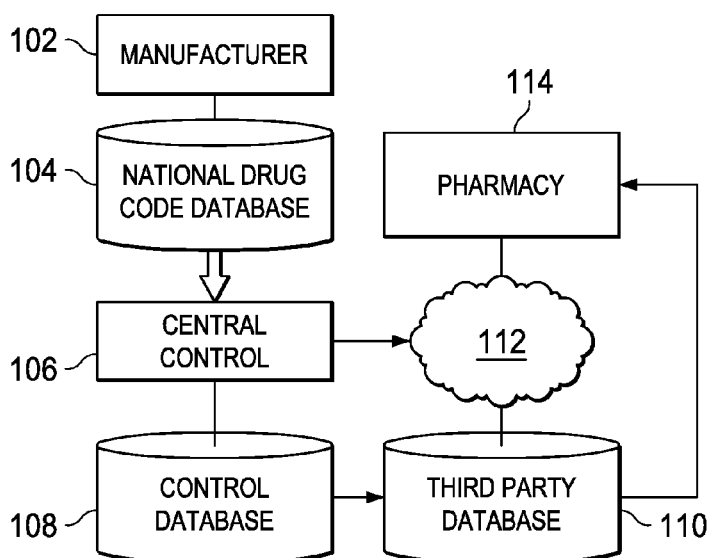 102
MANUFACTURER
114
104
NATIONAL DRUG
CODE DATABASE
PHARMACY
106
CENTRAL
CONTROL
112
108
CONTROL
DATABASE
THIRD PARTY
DATABASE
110